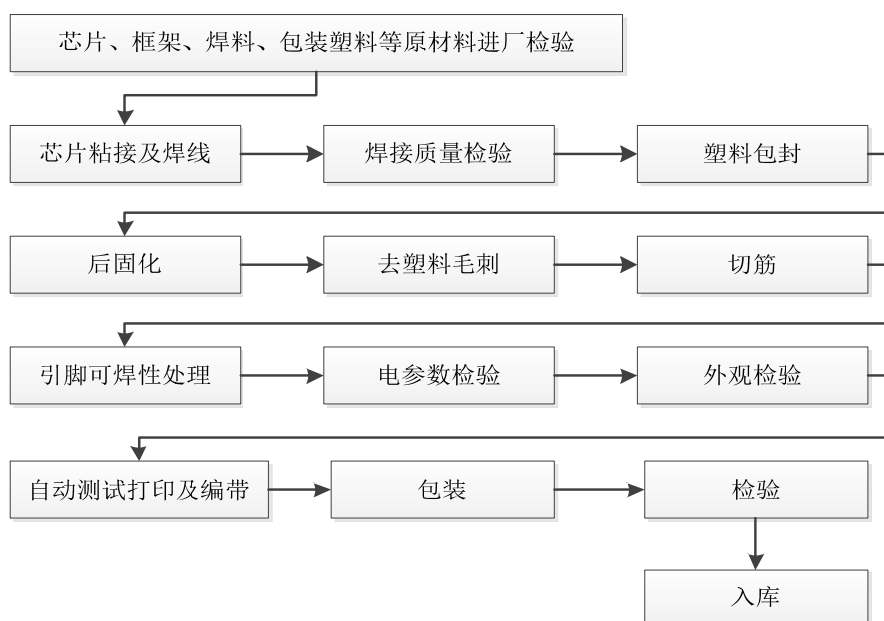 芯片、框架、焊料、包装塑料等原材料进厂检验
芯片粘接及焊线
焊接质量检验
塑料包封
后固化
去塑料毛刺
切筋
引脚可焊性处理
电参数检验
外观检验
自动测试打印及编带
包装
检验
入库